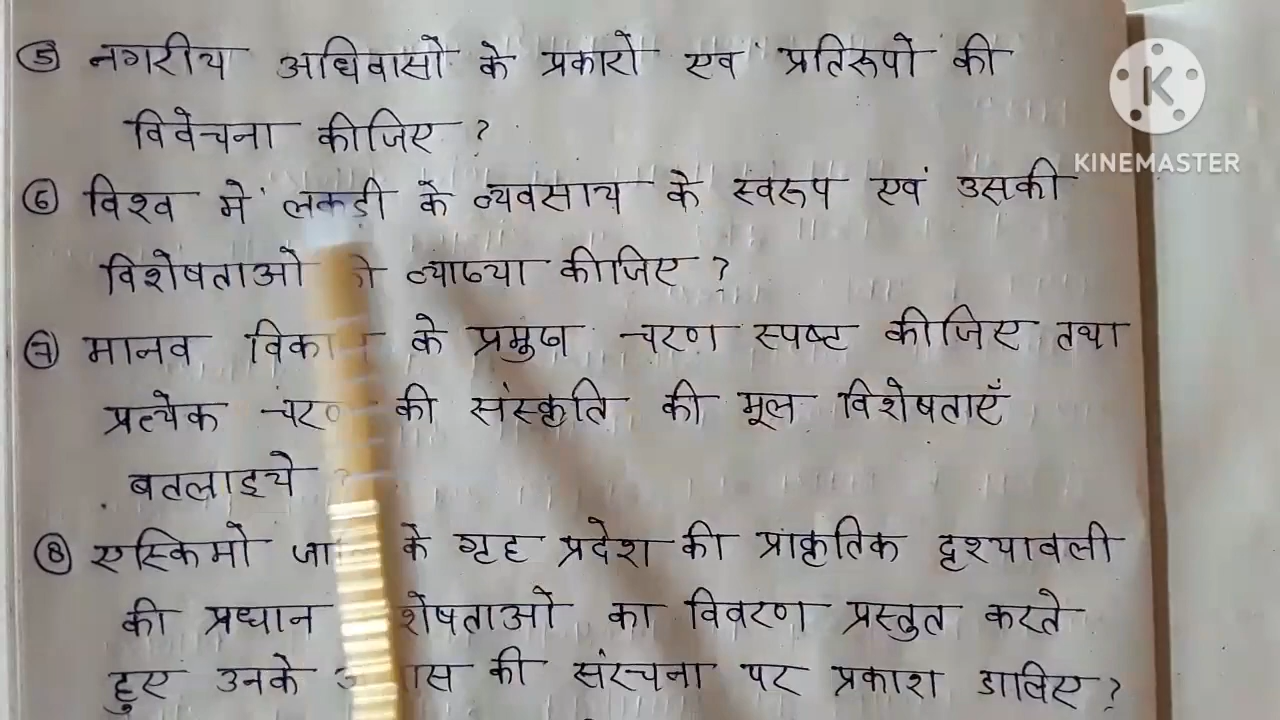 ⑤ नगरीय अधिवासों के प्रकारों एवं प्रतिरूपों की
विवेचना कीजिए ?
KINEMASTER
⑥ विश्व में लकडी के व्यवसाय के स्वरूप एवं उसकी
विशेषताओं व्याख्या कीजिए ?
⑦ मानव के प्रमुख चरण स्पष्ट कीजिए तथा
प्रत्येक की संस्कृति की मूल विशेषताएँ
बतलाइये
⑧ एस्किमों के गृह प्रदेश की प्राकृतिक दृश्यावली
की प्रधान का विवरण प्रस्तुत करते
हुए उनके की संरचना पर प्रकाश डालिए ?